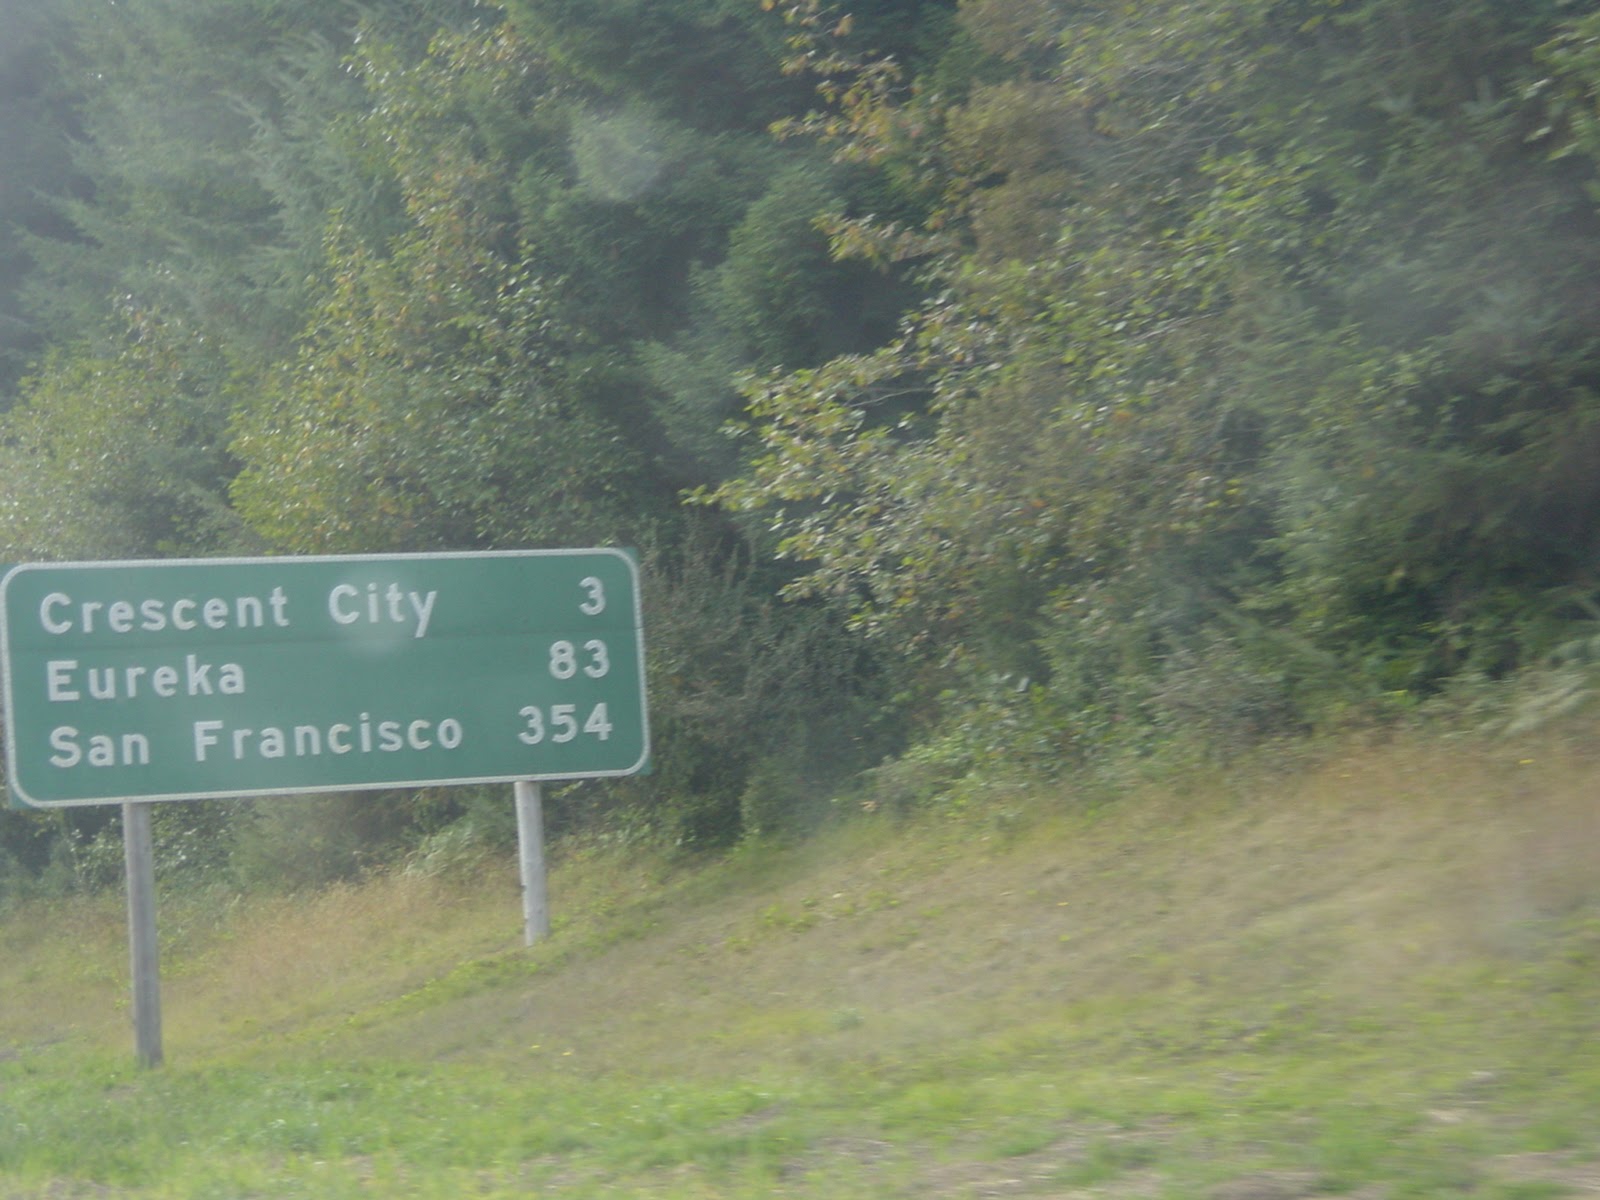 Crescent City 3
Eureka 83
San Francisco 354